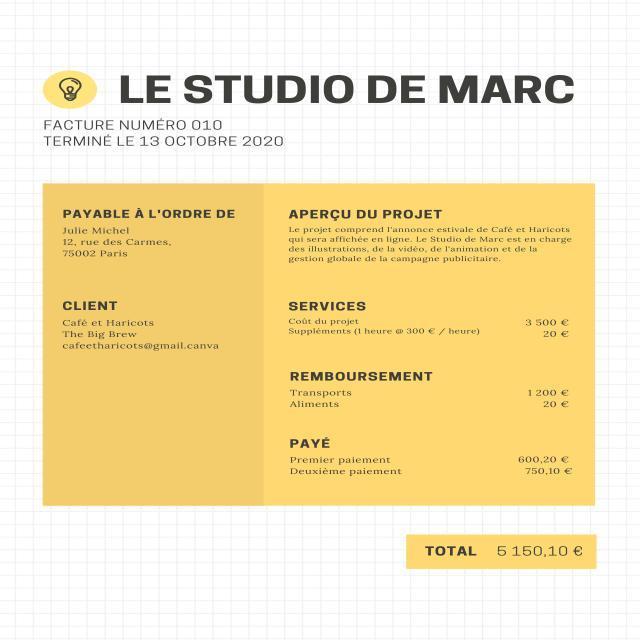 LE STUDIO DE MARC
FACTURE NUMÉRO 010
TERMINÉ LE 13 OCTOBRE 2020
PAYABLE À L'ORDRE DE
Julie Michel
12, rue des Carmes,
75002 Paris
CLIENT
Café et Haricots
The Big Brew
cafeetharicots@gmail.canva
APERÇU DU PROJET
Le projet comprend l'annonce estivale de Café et Haricots
qui sera affichée en ligne. Le Studio de Marc est en charge
des illustrations, de la vidéo, de l'animation et de la
gestion globale de la campagne publicitaire.
SERVICES
Coût du projet 3 500 €
Suppléments (1 heure @ 300 € / heure) 20 €
REMBOURSEMENT
Transports 1 200 €
Aliments 20 €
PAYÉ
Premier paiement 600,20 €
Deuxième paiement 750,10 €
TOTAL 5 150,10 €